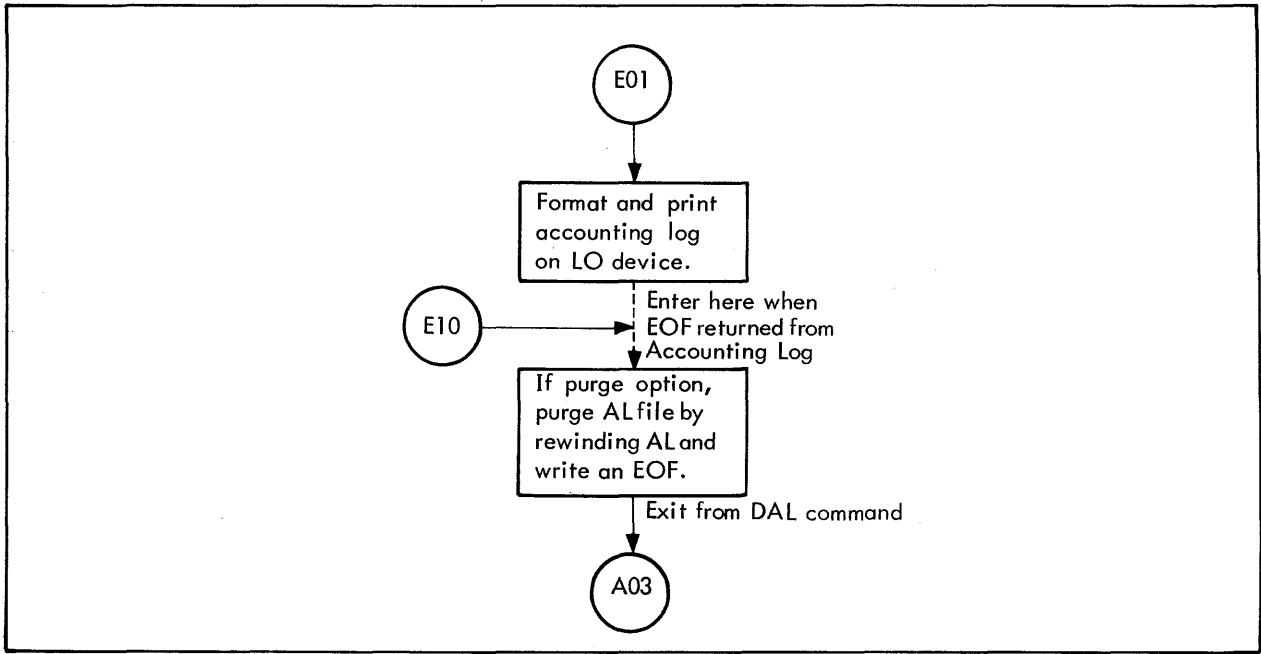 E01
Format and print
accounting log
on LO device.
Enter here when
E10
EOF returned from
Accounting Log
If purge option,
purge AL file by
rewinding AL and
write an EOF.
Exit from DAL command
A03